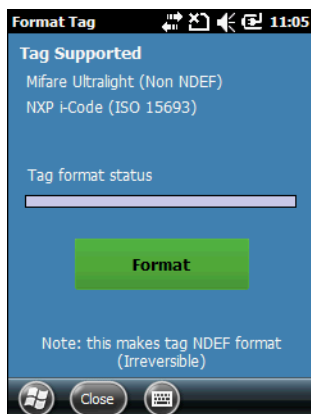 Format Tag 11:05
Tag Supported
Mifare Ultralight (Non NDEF)
NXP i-Code (ISO 15693)
Tag format status
Format
Note: this makes tag NDEF format
(Irreversible)
Close